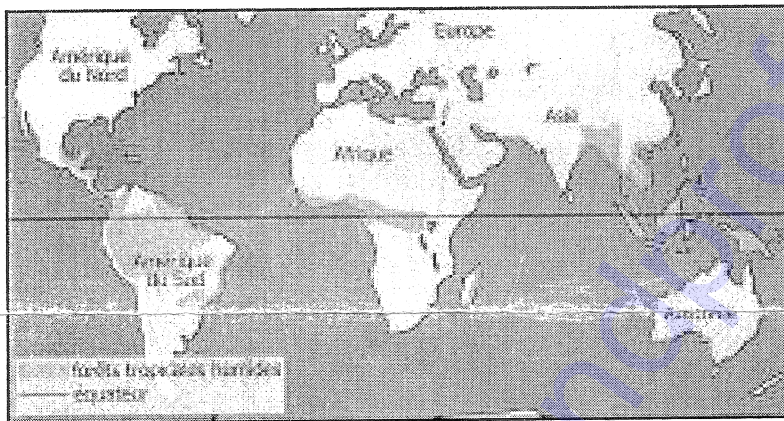 Europe
Amérique
du Nord
Asie
Afrique
Amérique
du Sud
Australie
forêts tropicales humides
équateur